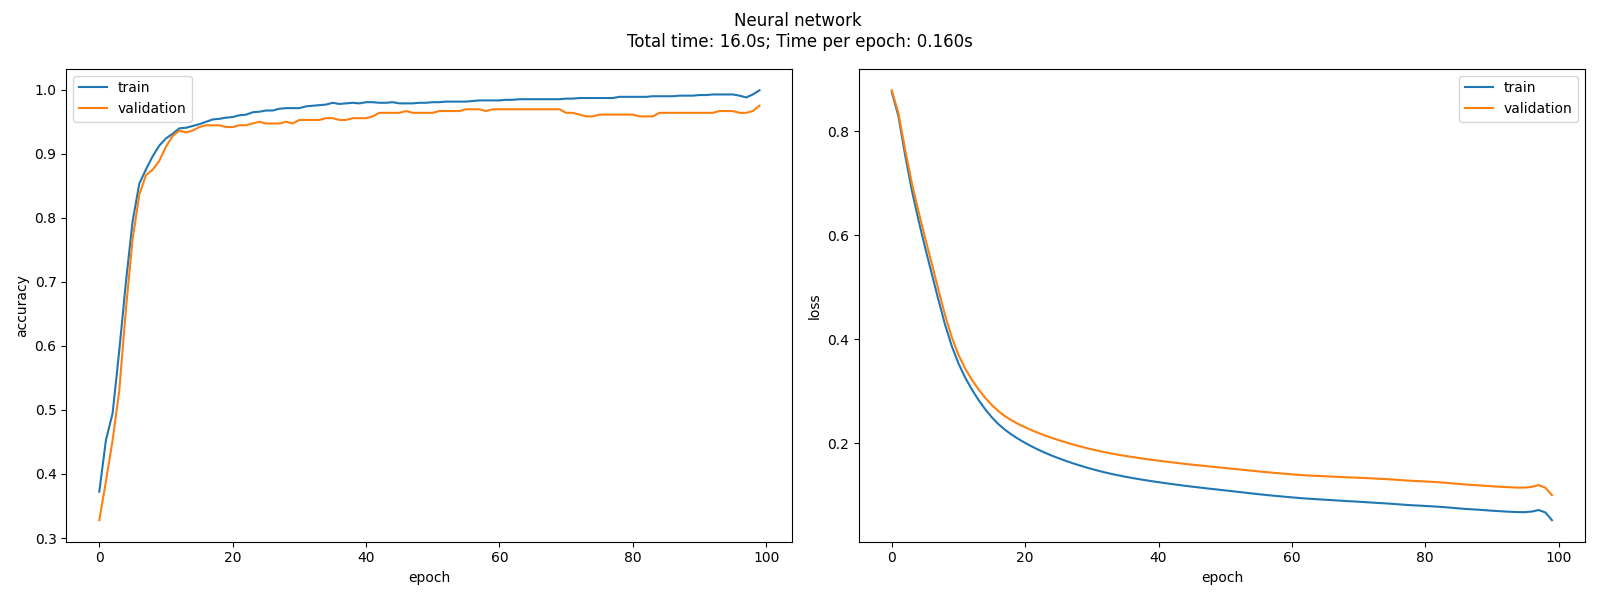 Neural network
Total time: 16.0s; Time per epoch: 0.160s
train
validation
1.0
0.9
0.8
0.7
0.6
0.5
0.4
0.3
accuracy
0 20 40 60 80 100
epoch
train
validation
0.8
0.6
0.4
0.2
loss
0 20 40 60 80 100
epoch